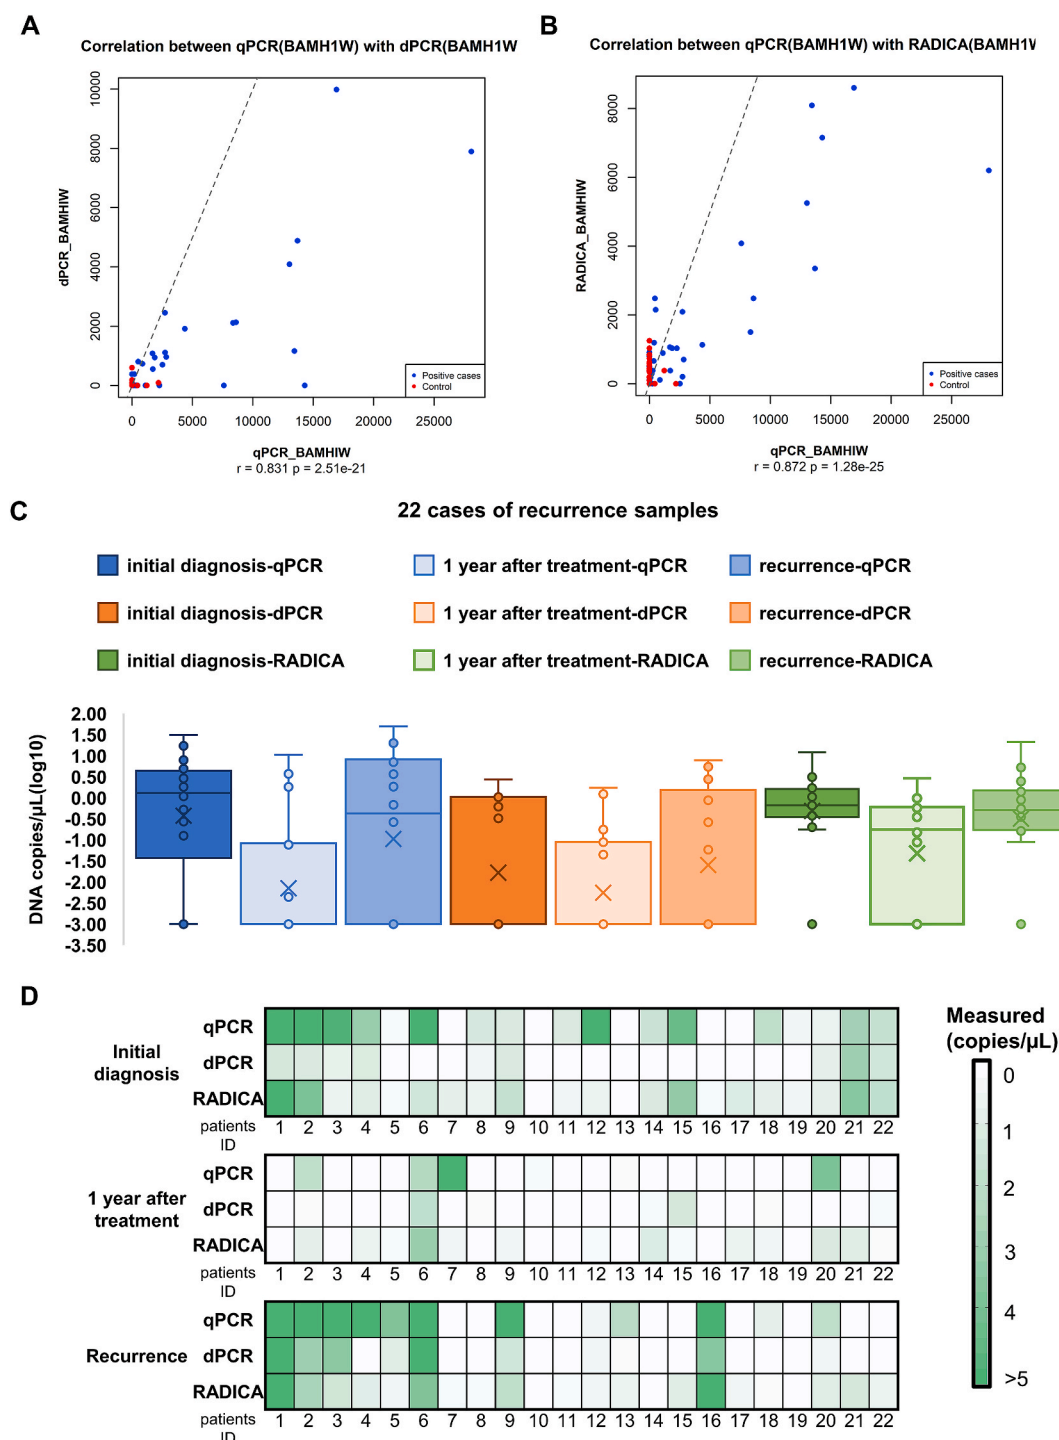 A
Correlation between qPCR(BAMH1W) with dPCR(BAMH1W
dPCR_BAMHIW
10000
8000
6000
4000
2000
0
Positive cases
Control
0 5000 10000 15000 20000 25000
qPCR_BAMHIW
r = 0.831 p = 2.51e-21
B
Correlation between qPCR(BAMH1W) with RADICA(BAMH1W
RADICA_BAMHIW
8000
6000
4000
2000
0
Positive cases
Control
0 5000 10000 15000 20000 25000
qPCR_BAMHIW
r = 0.872 p = 1.28e-25
C
22 cases of recurrence samples
initial diagnosis-qPCR 1 year after treatment-qPCR recurrence-qPCR
initial diagnosis-dPCR 1 year after treatment-dPCR recurrence-dPCR
initial diagnosis-RADICA 1 year after treatment-RADICA recurrence-RADICA
DNA copies/µL(log10)
2.00
1.50
1.00
0.50
0.00
-0.50
-1.00
-1.50
-2.00
-2.50
-3.00
-3.50
D
Initial
diagnosis
qPCR
dPCR
RADICA
patients
ID
1 2 3 4 5 6 7 8 9 10 11 12 13 14 15 16 17 18 19 20 21 22
1 year after
treatment
qPCR
dPCR
RADICA
patients
ID
1 2 3 4 5 6 7 8 9 10 11 12 13 14 15 16 17 18 19 20 21 22
Recurrence
qPCR
dPCR
RADICA
patients
ID
1 2 3 4 5 6 7 8 9 10 11 12 13 14 15 16 17 18 19 20 21 22
Measured
(copies/µL)
0
1
2
3
4
>5